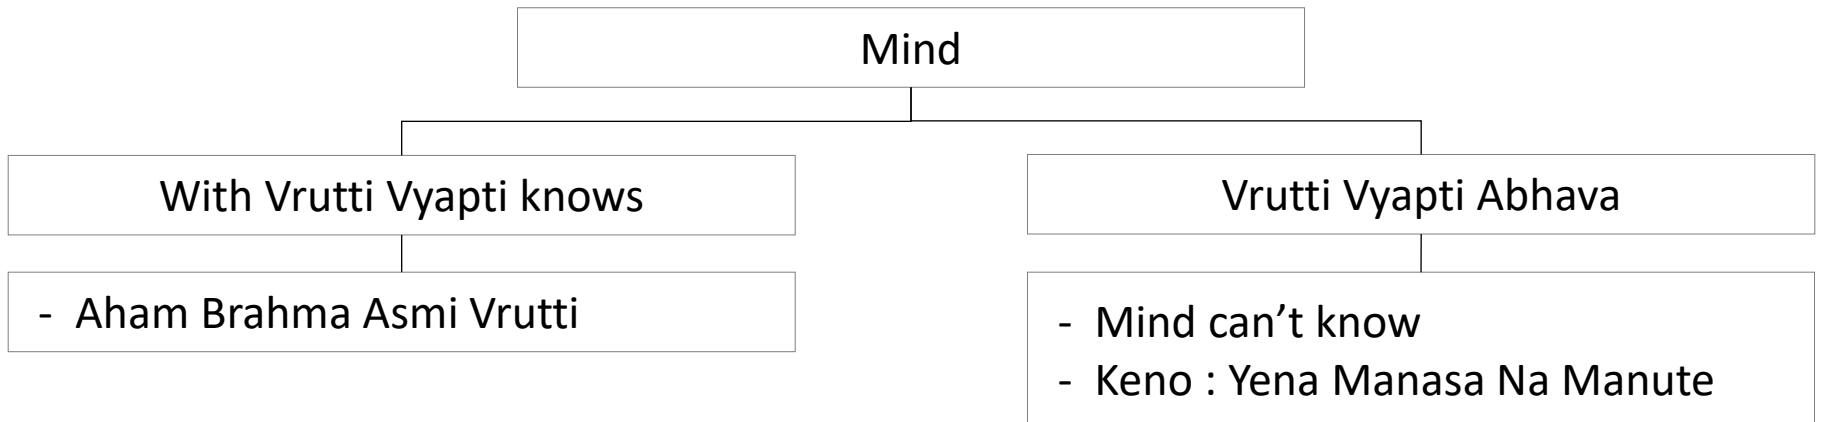 Mind
With Vrutti Vyapti knows
Vrutti Vyapti Abhava
- Aham Brahma Asmi Vrutti
- Mind can’t know
- Keno : Yena Manasa Na Manute